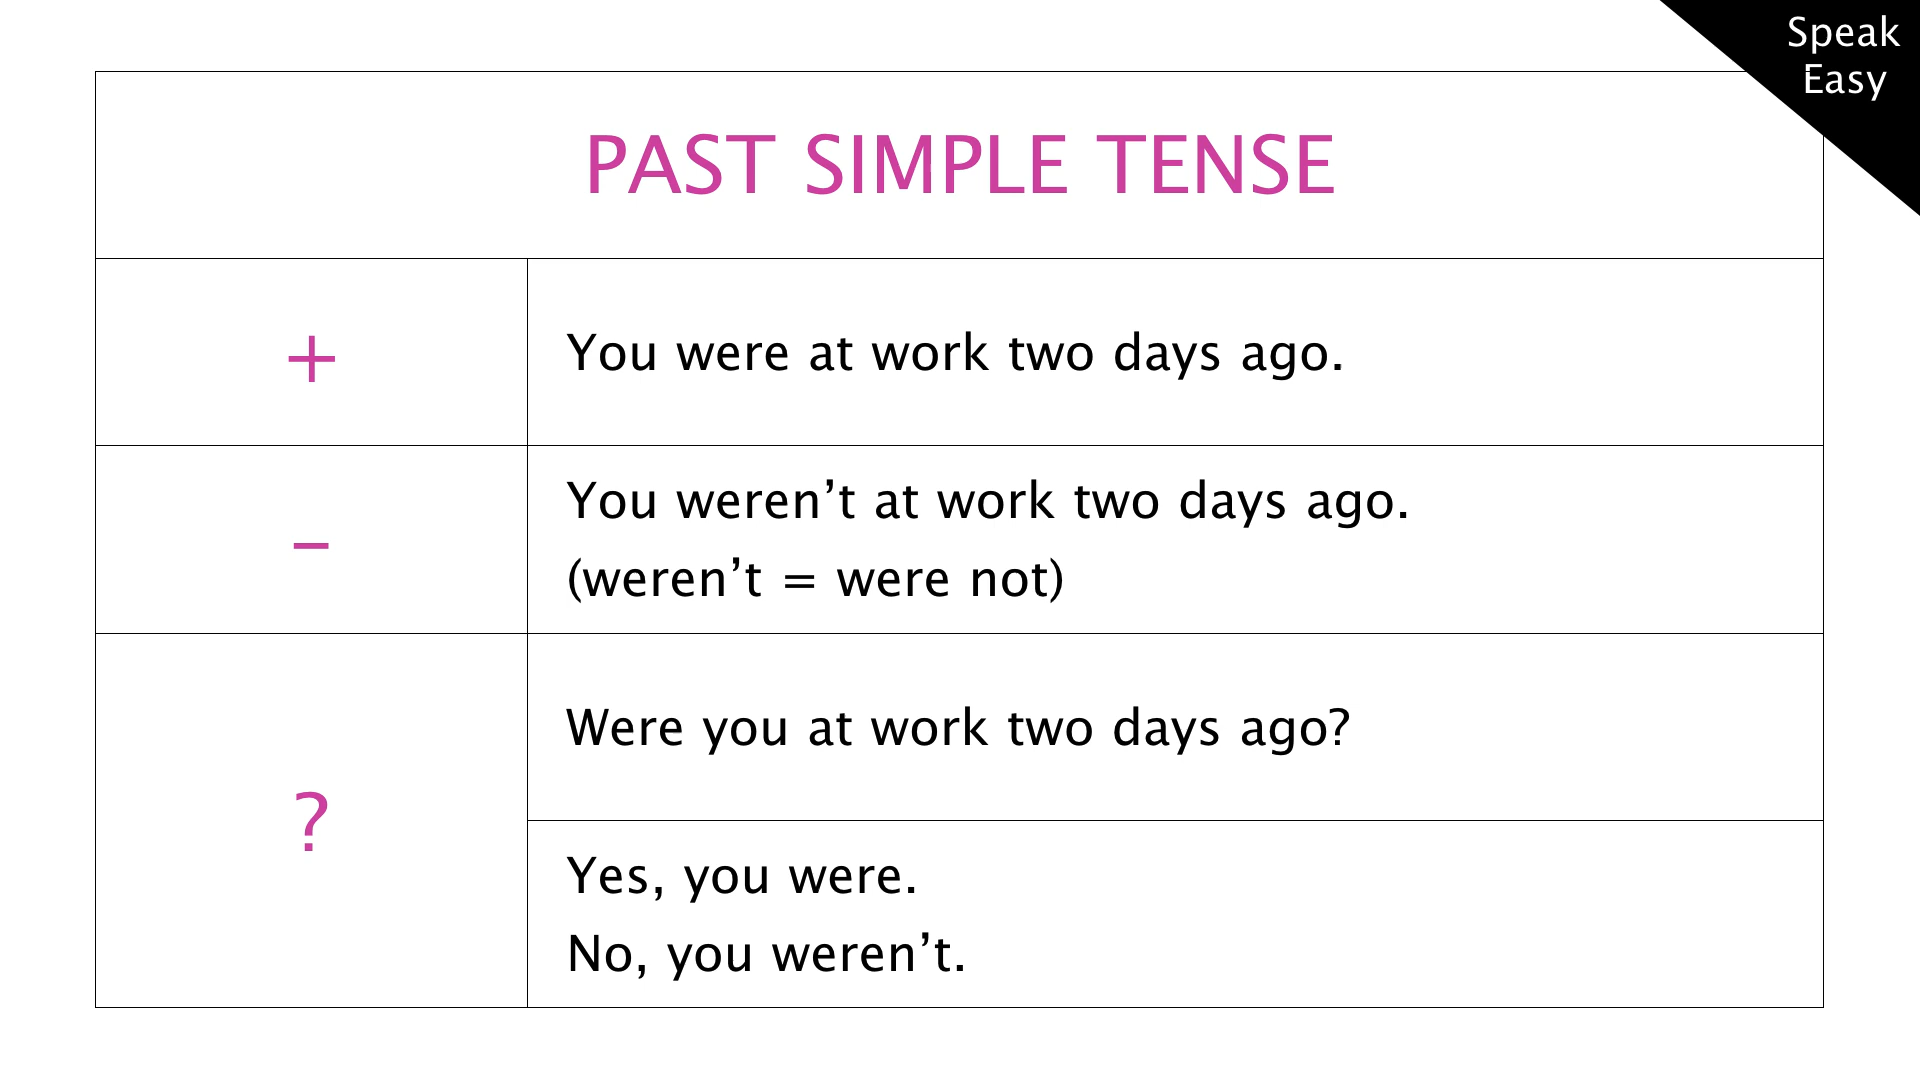 Speak
Easy
PAST SIMPLE TENSE
+
You were at work two days ago.
–
You weren’t at work two days ago.
(weren’t = were not)
?
Were you at work two days ago?
Yes, you were.
No, you weren’t.